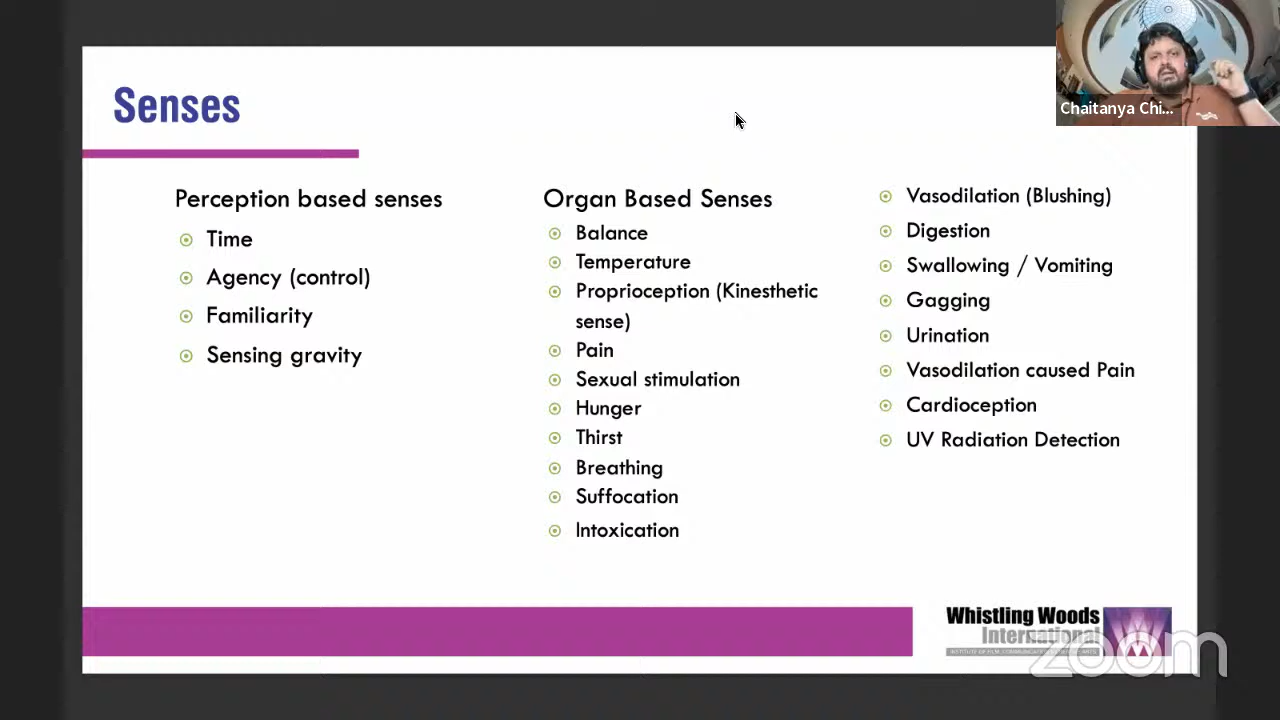 Senses
Chaitanya Chi...
Perception based senses
Time
Agency (control)
Familiarity
Sensing gravity
Organ Based Senses
Balance
Temperature
Proprioception (Kinesthetic
sense)
Pain
Sexual stimulation
Hunger
Thirst
Breathing
Suffocation
Intoxication
Vasodilation (Blushing)
Digestion
Swallowing / Vomiting
Gagging
Urination
Vasodilation caused Pain
Cardioception
UV Radiation Detection
Whistling Woods
International
zoom